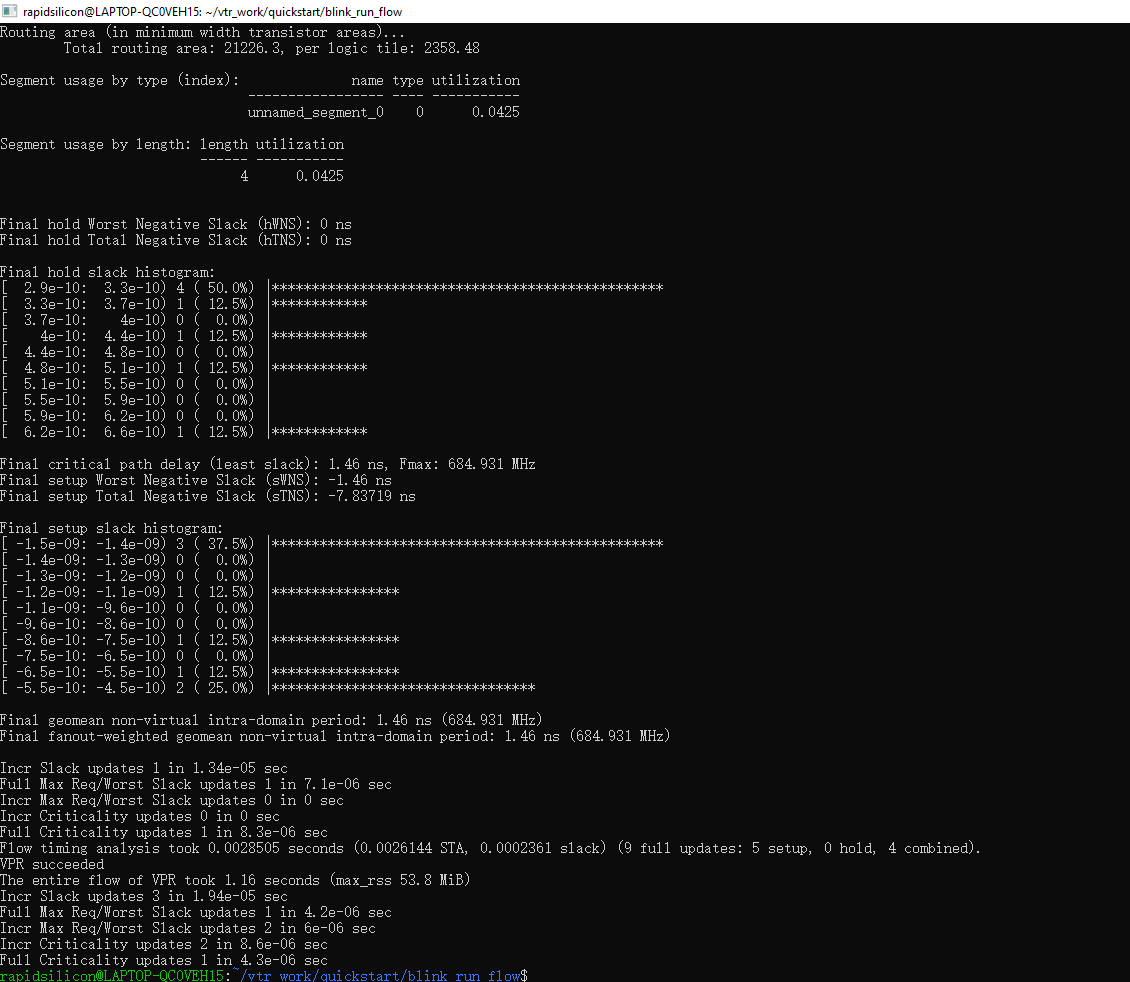 rapidsilicon@LAPTOP-QC0VEH15: ~/vtr_work/quickstart/blink_run_flow
Routing area (in minimum width transistor areas)...
        Total routing area: 21226.3, per logic tile: 2358.48

Segment usage by type (index):              name type utilization
                               ----------------- ---- -----------
                               unnamed_segment_0    0      0.0425

Segment usage by length: length utilization
                         ------ -----------
                              4      0.0425


Final hold Worst Negative Slack (hWNS): 0 ns
Final hold Total Negative Slack (hTNS): 0 ns

Final hold slack histogram:
[  2.9e-10:  3.3e-10) 4 ( 50.0%) |*************************************************
[  3.3e-10:  3.7e-10) 1 ( 12.5%) |************
[  3.7e-10:    4e-10) 0 (  0.0%) |
[    4e-10:  4.4e-10) 1 ( 12.5%) |************
[  4.4e-10:  4.8e-10) 0 (  0.0%) |
[  4.8e-10:  5.1e-10) 1 ( 12.5%) |************
[  5.1e-10:  5.5e-10) 0 (  0.0%) |
[  5.5e-10:  5.9e-10) 0 (  0.0%) |
[  5.9e-10:  6.2e-10) 0 (  0.0%) |
[  6.2e-10:  6.6e-10) 1 ( 12.5%) |************

Final critical path delay (least slack): 1.46 ns, Fmax: 684.931 MHz
Final setup Worst Negative Slack (sWNS): -1.46 ns
Final setup Total Negative Slack (sTNS): -7.83719 ns

Final setup slack histogram:
[ -1.5e-09: -1.4e-09) 3 ( 37.5%) |*************************************************
[ -1.4e-09: -1.3e-09) 0 (  0.0%) |
[ -1.3e-09: -1.2e-09) 0 (  0.0%) |
[ -1.2e-09: -1.1e-09) 1 ( 12.5%) |****************
[ -1.1e-09: -9.6e-10) 0 (  0.0%) |
[ -9.6e-10: -8.6e-10) 0 (  0.0%) |
[ -8.6e-10: -7.5e-10) 1 ( 12.5%) |****************
[ -7.5e-10: -6.5e-10) 0 (  0.0%) |
[ -6.5e-10: -5.5e-10) 1 ( 12.5%) |****************
[ -5.5e-10: -4.5e-10) 2 ( 25.0%) |*********************************

Final geomean non-virtual intra-domain period: 1.46 ns (684.931 MHz)
Final fanout-weighted geomean non-virtual intra-domain period: 1.46 ns (684.931 MHz)

Incr Slack updates 1 in 1.34e-05 sec
Full Max Req/Worst Slack updates 1 in 7.1e-06 sec
Incr Max Req/Worst Slack updates 0 in 0 sec
Incr Criticality updates 0 in 0 sec
Full Criticality updates 1 in 8.3e-06 sec
Flow timing analysis took 0.0028505 seconds (0.0026144 STA, 0.0002361 slack) (9 full updates: 5 setup, 0 hold, 4 combined).
VPR succeeded
The entire flow of VPR took 1.16 seconds (max_rss 53.8 MiB)
Incr Slack updates 3 in 1.94e-05 sec
Full Max Req/Worst Slack updates 1 in 4.2e-06 sec
Incr Max Req/Worst Slack updates 2 in 6e-06 sec
Incr Criticality updates 2 in 8.6e-06 sec
Full Criticality updates 1 in 4.3e-06 sec
rapidsilicon@LAPTOP-QC0VEH15:~/vtr_work/quickstart/blink_run_flow$